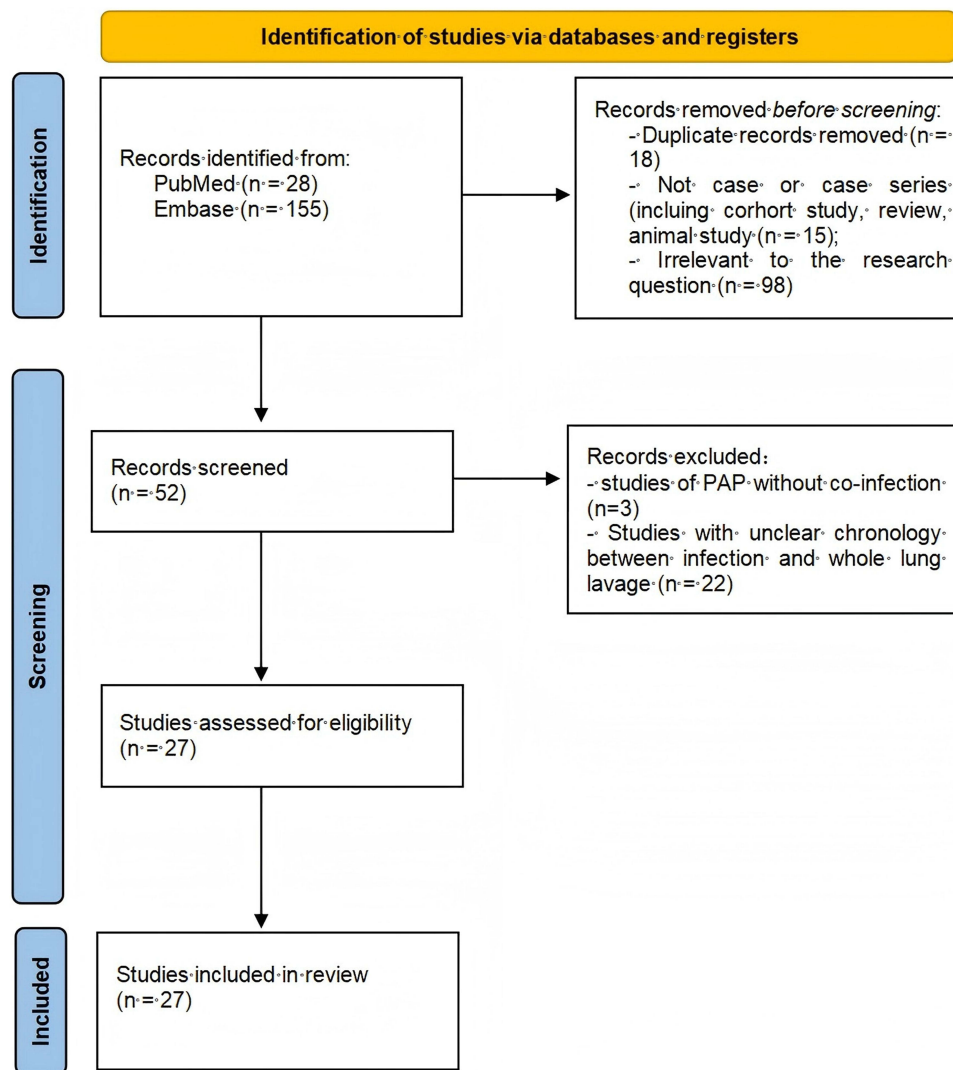 Identification of studies via databases and registers
Identification
Records identified from:
PubMed (n = 28)
Embase (n = 155)
Records removed before screening:
- Duplicate records removed (n =
18)
- Not case or case series
(incluing corhort study, review,
animal study (n = 15);
- Irrelevant to the research
question (n = 98)
Screening
Records screened
(n = 52)
Records excluded:
- studies of PAP without co-infection
(n=3)
- Studies with unclear chronology
between infection and whole lung
lavage (n = 22)
Studies assessed for eligibility
(n = 27)
Included
Studies included in review
(n = 27)